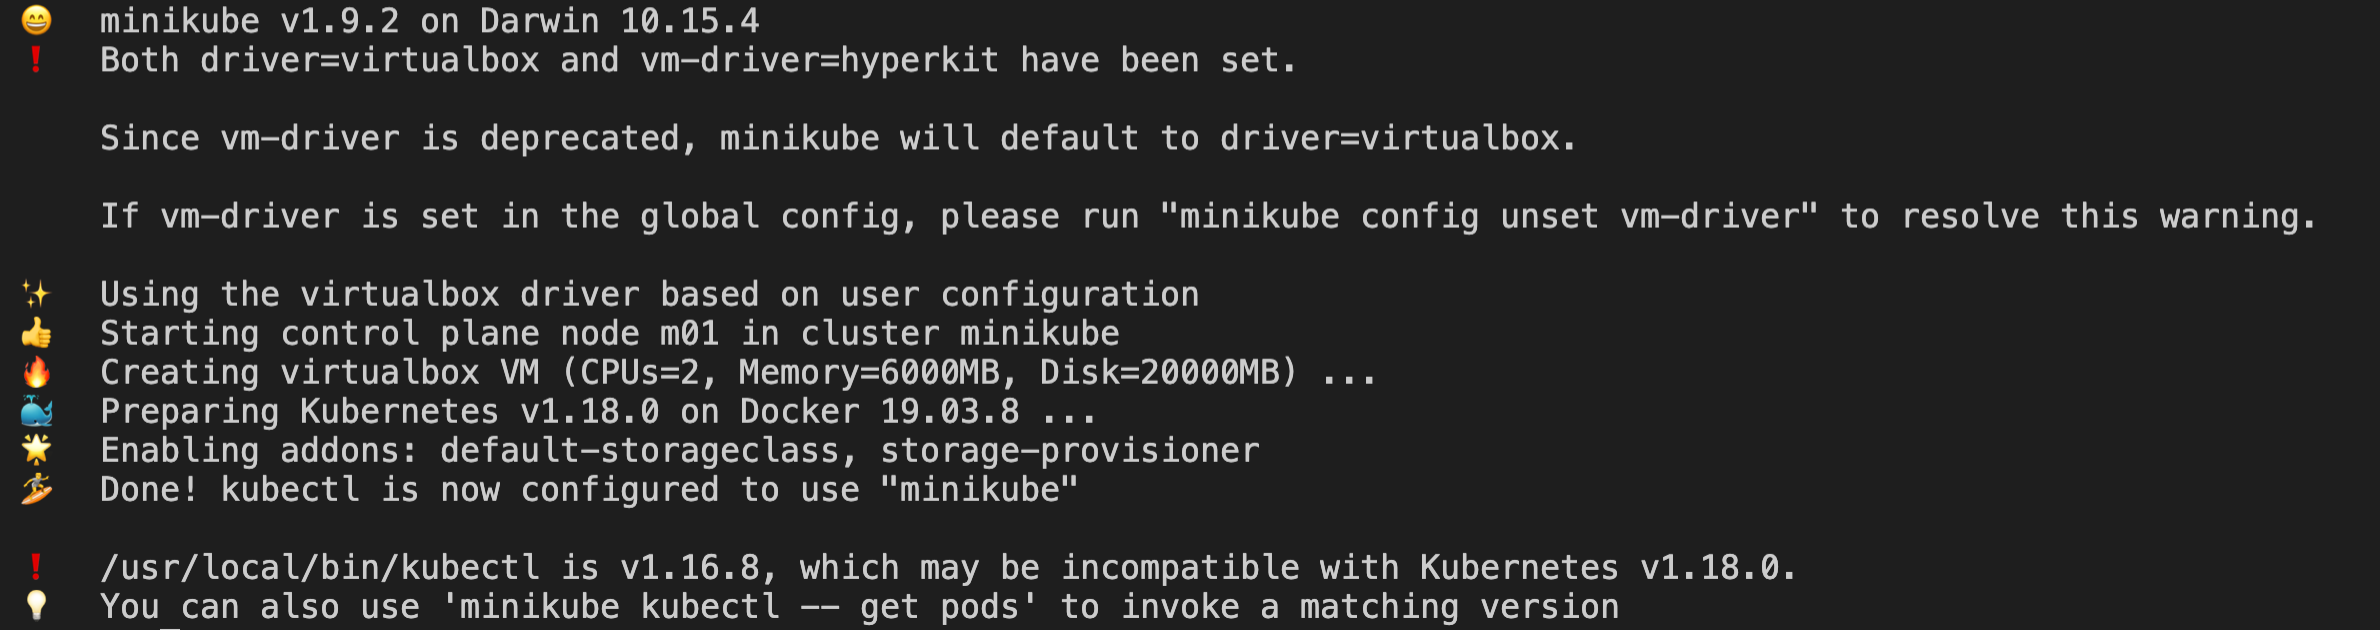 😄 minikube v1.9.2 on Darwin 10.15.4
❗ Both driver=virtualbox and vm-driver=hyperkit have been set.
Since vm-driver is deprecated, minikube will default to driver=virtualbox.
If vm-driver is set in the global config, please run "minikube config unset vm-driver" to resolve this warning.
✨ Using the virtualbox driver based on user configuration
👍 Starting control plane node m01 in cluster minikube
🔥 Creating virtualbox VM (CPUs=2, Memory=6000MB, Disk=20000MB) ...
🐳 Preparing Kubernetes v1.18.0 on Docker 19.03.8 ...
🌟 Enabling addons: default-storageclass, storage-provisioner
🏄 Done! kubectl is now configured to use "minikube"
❗ /usr/local/bin/kubectl is v1.16.8, which may be incompatible with Kubernetes v1.18.0.
💡 You can also use 'minikube kubectl -- get pods' to invoke a matching version